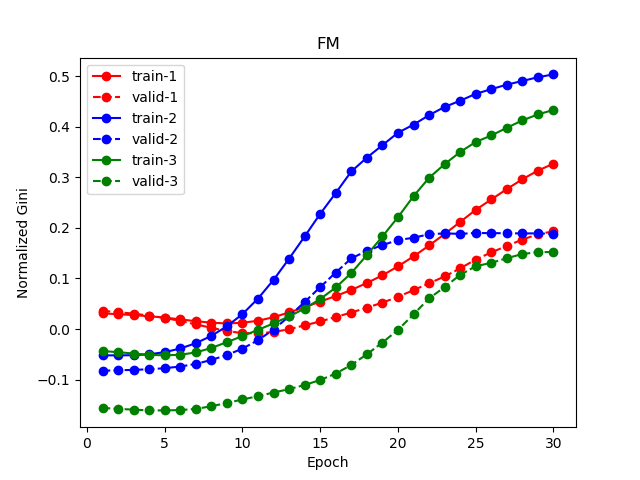 FM
train-1
valid-1
train-2
valid-2
train-3
valid-3
Normalized Gini
0.5
0.4
0.3
0.2
0.1
0.0
−0.1
0 5 10 15 20 25 30
Epoch